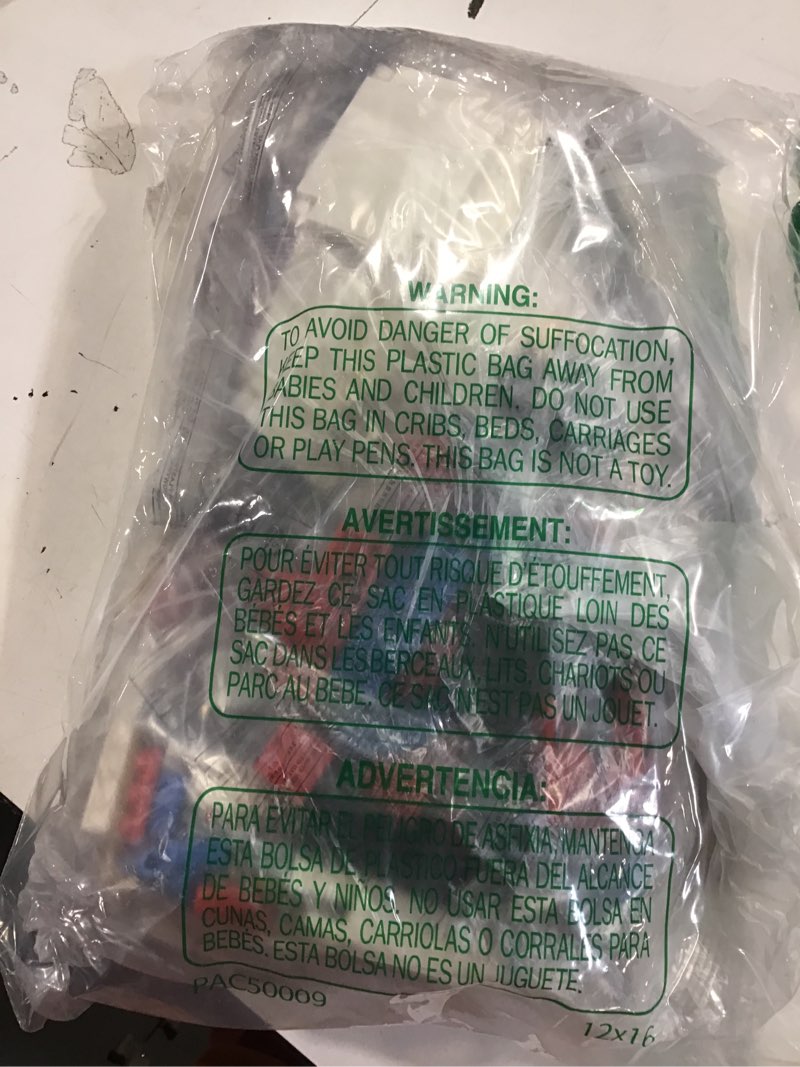 WARNING:
TO AVOID DANGER OF SUFFOCATION,
KEEP THIS PLASTIC BAG AWAY FROM
BABIES AND CHILDREN. DO NOT USE
THIS BAG IN CRIBS, BEDS, CARRIAGES
OR PLAY PENS. THIS BAG IS NOT A TOY.
AVERTISSEMENT:
POUR ÉVITER TOUT RISQUE D'ÉTOUFFEMENT,
GARDEZ CE SAC EN PLASTIQUE LOIN DES
BEBÉS ET LES ENFANTS. N'UTILISEZ PAS CE
SAC DANS LES BERCEAUX, LITS, CHARIOTS OU
PARC AU BEBE. CE SAC N'EST PAS UN JOUET.
ADVERTENCIA:
PARA EVITAR EL PELIGRO DE ASFIXIA, MANTENGA
ESTA BOLSA DE PLASTICO FUERA DEL ALCANCE
DE BEBÉS Y NIÑOS. NO USAR ESTA BOLSA EN
CUNAS, CAMAS, CARRIOLAS O CORRALES PARA
BEBÉS. ESTA BOLSA NO ES UN JUGUETE.
PAC50009
12x16